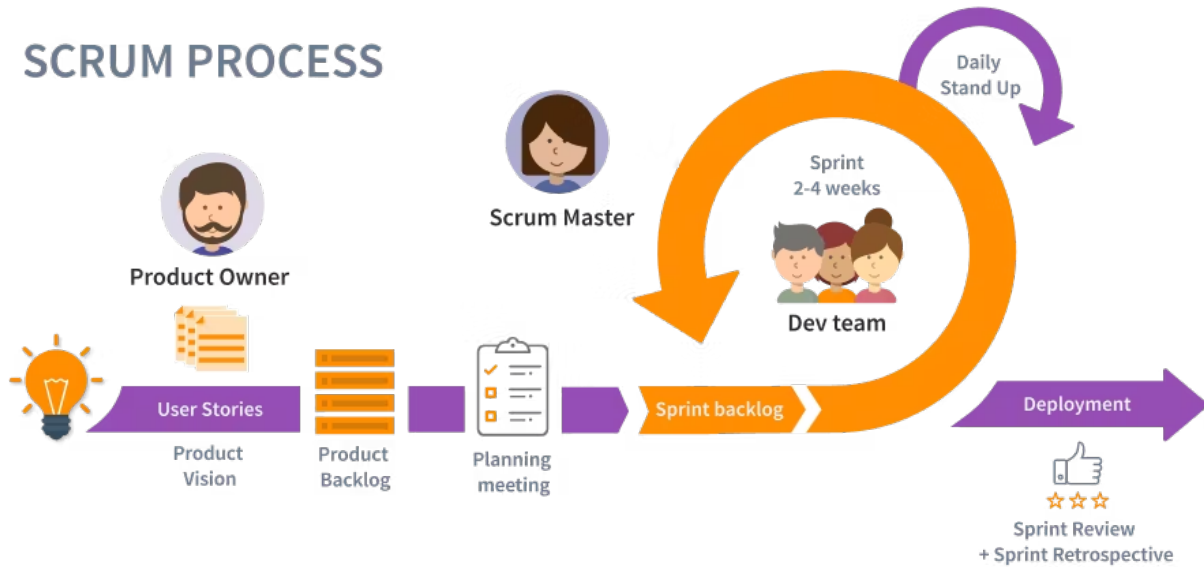 SCRUM PROCESS
Daily
Stand Up
Sprint
2-4 weeks
Scrum Master
Product Owner
Dev team
User Stories
Sprint backlog
Deployment
Product
Vision
Product
Backlog
Planning
meeting
Sprint Review
+ Sprint Retrospective